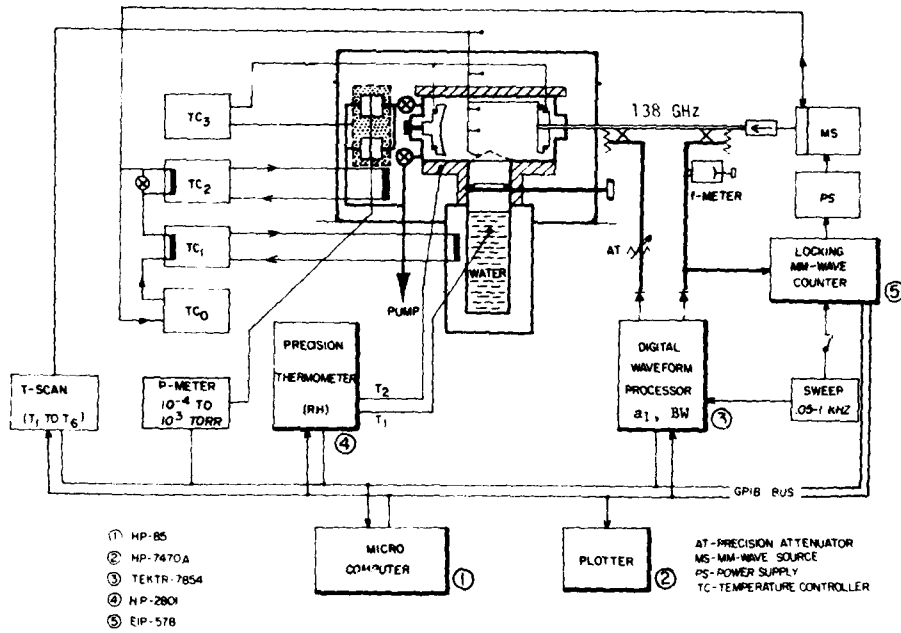 138 GHz
MS
f-METER
PS
TC3
TC2
TC1
TC0
AT
WATER
PUMP
LOCKING
MM-WAVE
COUNTER
⑤
T-SCAN
(T1 TO T6)
P-METER
10-4 TO
103 TORR
PRECISION
THERMOMETER
(RH)
④
T2
T1
DIGITAL
WAVEFORM
PROCESSOR
a1, BW
③
SWEEP
.05-1 KHZ
GPIB BUS
MICRO
COMPUTER
①
PLOTTER
②
① HP-85
② HP-7470A
③ TEKTR-7854
④ HP-2801
⑤ EIP-578
AT-PRECISION ATTENUATOR
MS-MM-WAVE SOURCE
PS-POWER SUPPLY
TC-TEMPERATURE CONTROLLER